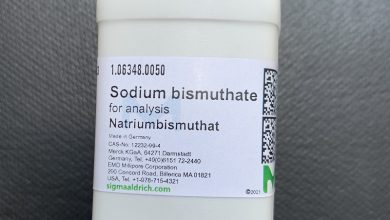 1.06348.0050
Sodium bismuthate
for analysis
Natriumbismuthat
Made in Germany
CAS-No: 12232-99-4
Merck KGaA, 64271 Darmstadt
Germany, Tel. +49(0)6151 72-2440
EMD Millipore Corporation
290 Concord Road, Billerica MA 01821
USA, Tel. +1-978-715-4321
sigmaaldrich.com
©2021